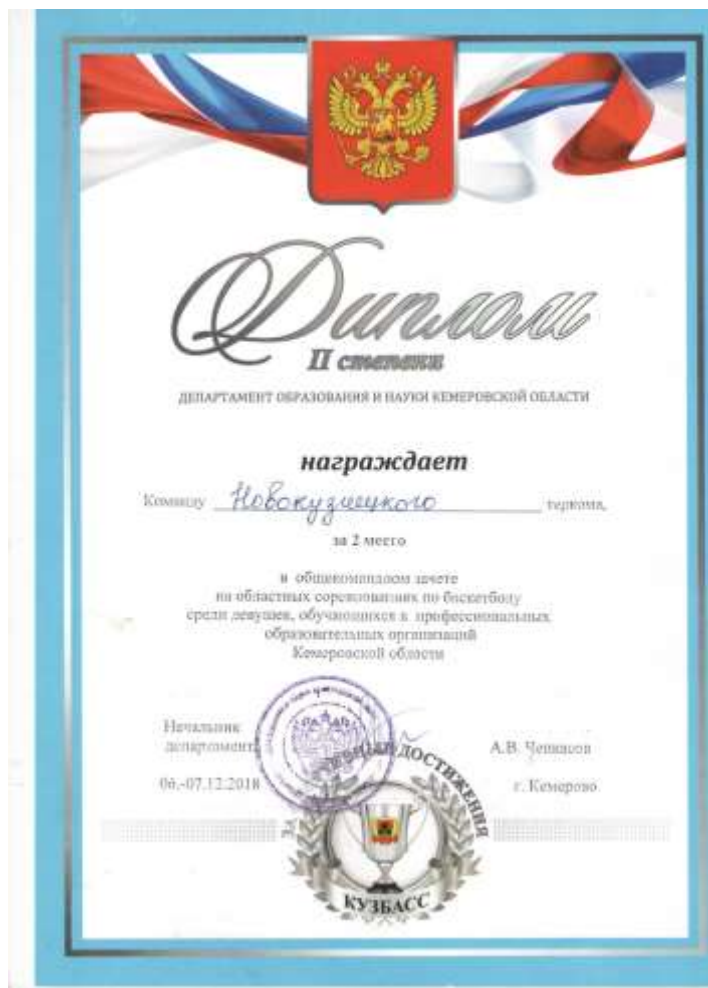 Диплом
II степени
ДЕПАРТАМЕНТ ОБРАЗОВАНИЯ И НАУКИ КЕМЕРОВСКОЙ ОБЛАСТИ
награждает
Команду Новокузнецкого теркома,
за 2 место
в общекомандном зачете
на областных соревнованиях по баскетболу
среди девушек, обучающихся в профессиональных
образовательных организаций
Кемеровской области
Начальник
департамента А.В. Чепкасов
06.-07.12.2018 г. Кемерово
ЗА ДОСТИЖЕНИЯ
КУЗБАСС